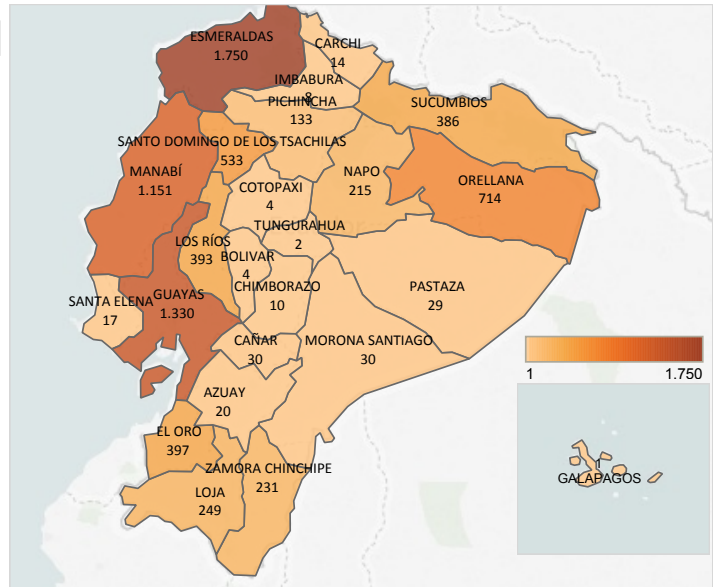 ESMERALDAS
1.750
CARCHI
14
IMBABURA
8
PICHINCHA
133
SUCUMBIOS
386
SANTO DOMINGO DE LOS TSACHILAS
533
MANABÍ
1.151
NAPO
215
ORELLANA
714
COTOPAXI
4
TUNGURAHUA
2
LOS RÍOS
393
BOLIVAR
4
CHIMBORAZO
10
PASTAZA
29
SANTA ELENA
17
GUAYAS
1.330
CAÑAR
30
MORONA SANTIAGO
30
1 1.750
AZUAY
20
EL ORO
397
ZAMORA CHINCHIPE
231
LOJA
249
1
GALAPAGOS